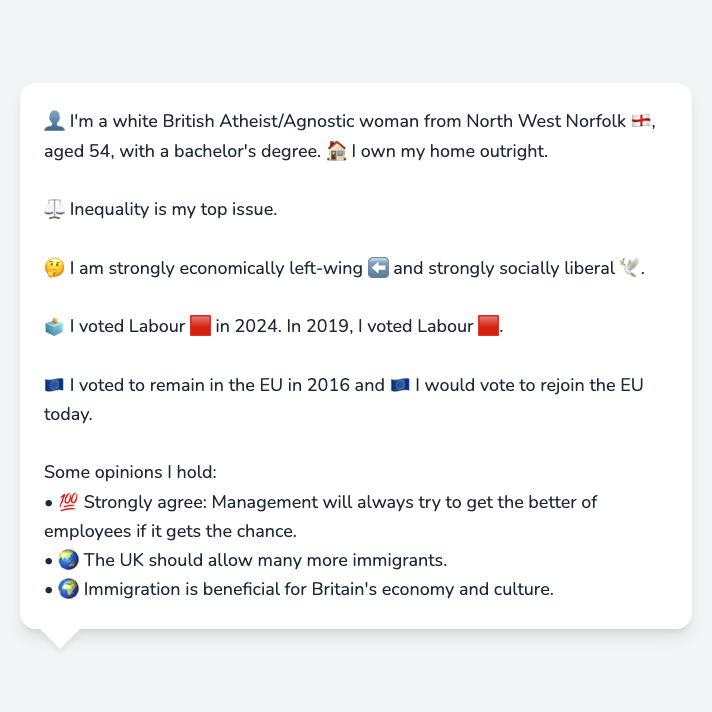 👤 I'm a white British Atheist/Agnostic woman from North West Norfolk 🏴󠁧󠁢󠁥󠁮󠁧󠁿,
aged 54, with a bachelor's degree. 🏠 I own my home outright.
⚖️ Inequality is my top issue.
🤔 I am strongly economically left-wing ⬅️ and strongly socially liberal 🕊️.
🗳️ I voted Labour 🟥 in 2024. In 2019, I voted Labour 🟥.
🇪🇺 I voted to remain in the EU in 2016 and 🇪🇺 I would vote to rejoin the EU
today.
Some opinions I hold:
• 💯 Strongly agree: Management will always try to get the better of
employees if it gets the chance.
• 🌏 The UK should allow many more immigrants.
• 🌍 Immigration is beneficial for Britain's economy and culture.